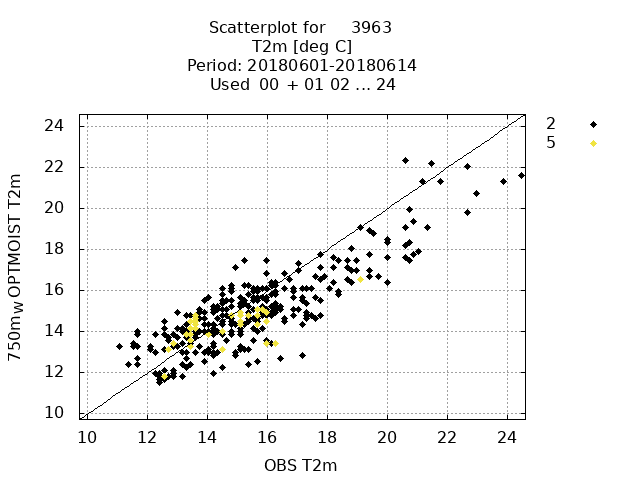 Scatterplot for 3963
T2m [deg C]
Period: 20180601-20180614
Used 00 + 01 02 ... 24
2
5
24
22
20
18
16
14
12
10
750mw OPTMOIST T2m
10 12 14 16 18 20 22 24
OBS T2m